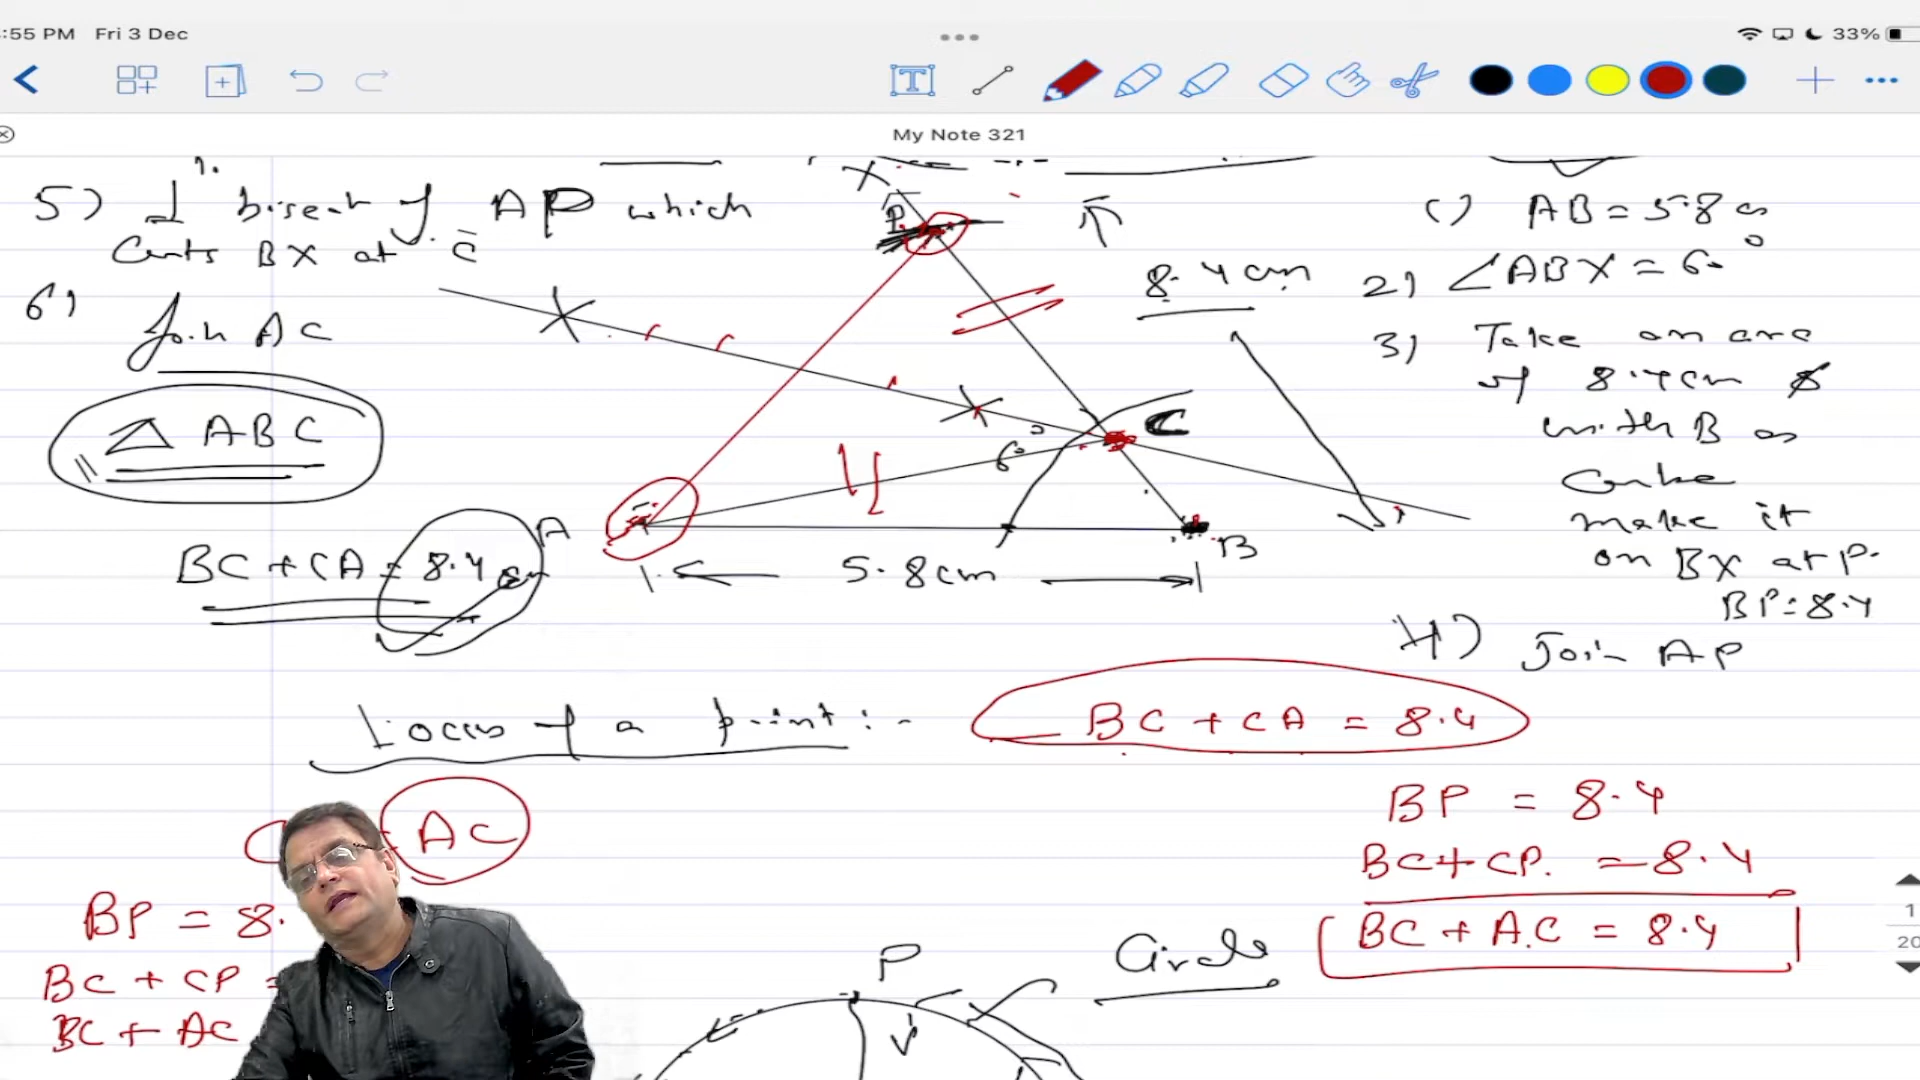 :55 PM Fri 3 Dec
33%
My Note 321
5) bisect of AP which
Cuts BX at C
6) Join AC
Δ ABC
BC + CA = 8.4 cm
P
8.4 cm
C
60°
A
B
5.8 cm
AB = 5.8 cm
2) ∠ABX = 60°
3) Take an arc
of 8.4 cm
with B as
make it
on BX at P.
BP = 8.4
4) Join AP
Locus of a point :-
BC + CA = 8.4
BP = 8.4
BC + CP. = 8.4
BC + A.C = 8.4
C
AC
BP = 8.
BC + CP =
BC + AC
P
Circle
1
20